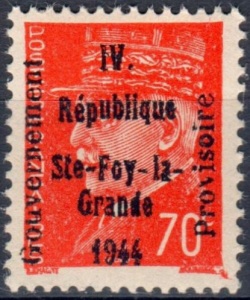 IV.
République
Ste-Foy-la-
Grande
1944
Gouvernement
Provisoire
70